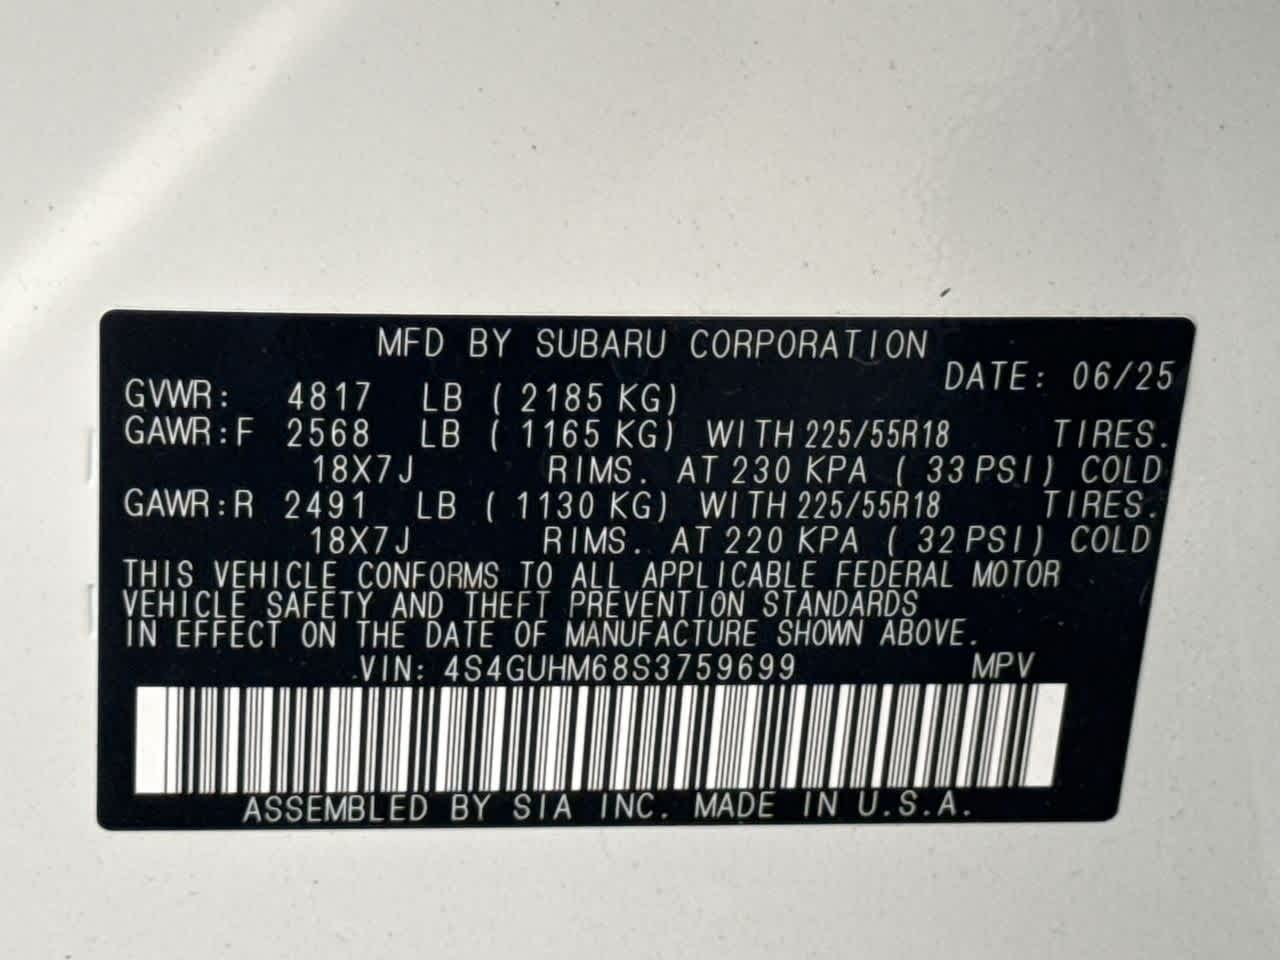 MFD BY SUBARU CORPORATION
DATE: 06/25
GVWR: 4817 LB ( 2185 KG)
GAWR:F 2568 LB ( 1165 KG) WITH 225/55R18 TIRES.
18X7J RIMS. AT 230 KPA ( 33 PSI) COLD
GAWR:R 2491 LB ( 1130 KG) WITH 225/55R18 TIRES.
18X7J RIMS. AT 220 KPA ( 32 PSI) COLD
THIS VEHICLE CONFORMS TO ALL APPLICABLE FEDERAL MOTOR
VEHICLE SAFETY AND THEFT PREVENTION STANDARDS
IN EFFECT ON THE DATE OF MANUFACTURE SHOWN ABOVE.
VIN: 4S4GUHM68S3759699 MPV
ASSEMBLED BY SIA INC. MADE IN U.S.A.